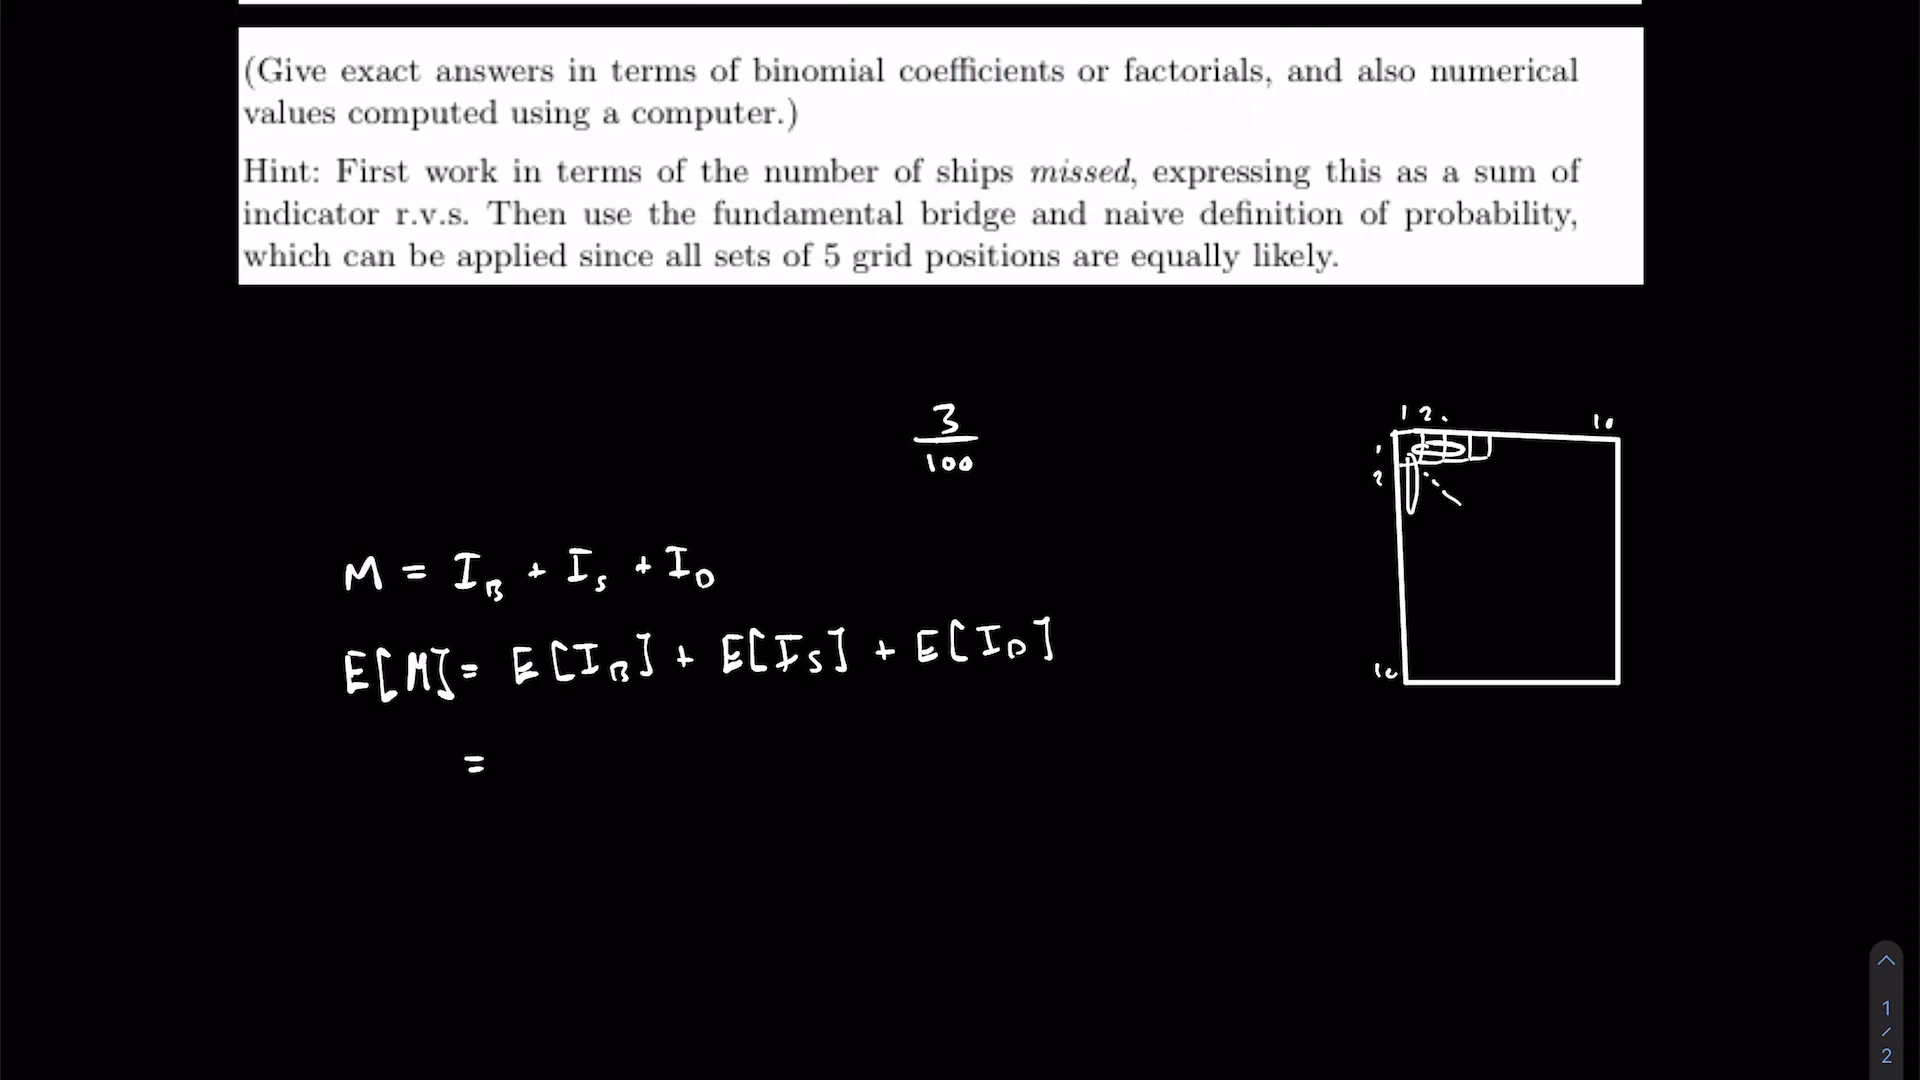 (Give exact answers in terms of binomial coefficients or factorials, and also numerical
values computed using a computer.)
Hint: First work in terms of the number of ships missed, expressing this as a sum of
indicator r.v.s. Then use the fundamental bridge and naive definition of probability,
which can be applied since all sets of 5 grid positions are equally likely.
3
100
1 2 .
10
1
2
10
M = I_B + I_S + I_D
E[M] = E[I_B] + E[I_S] + E[I_D]
=
1
/
2